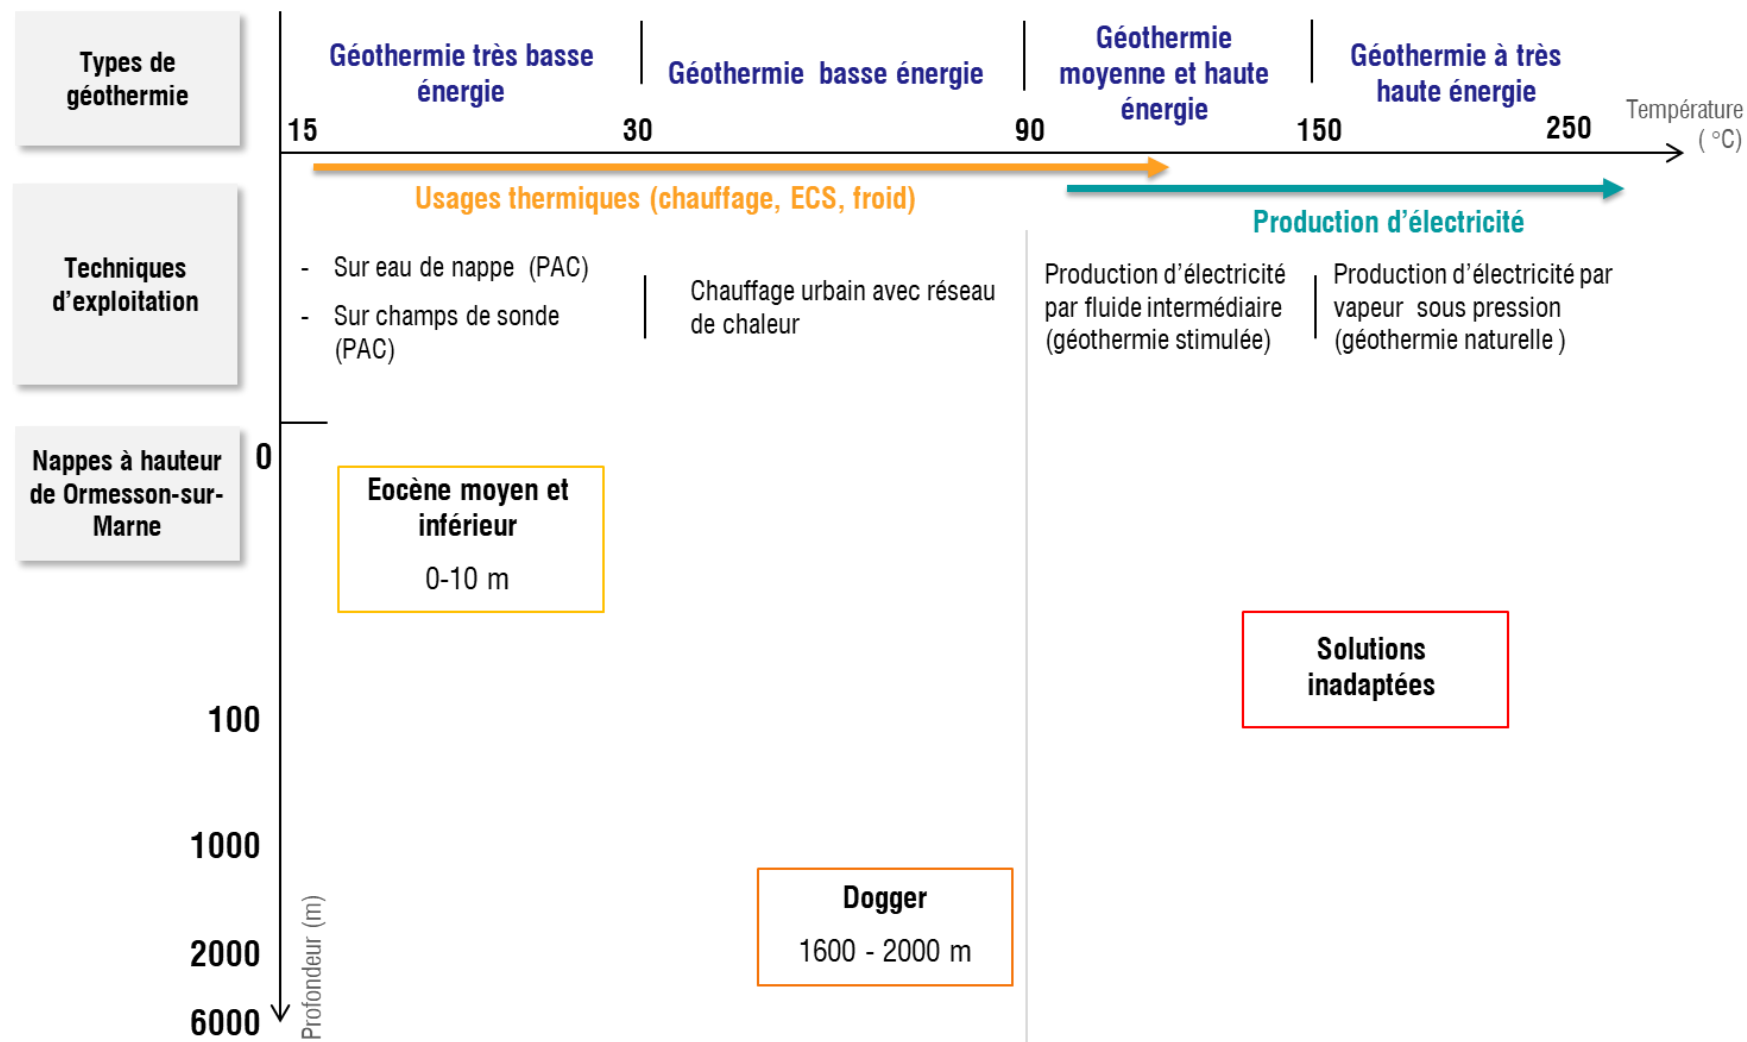 Types de
géothermie
Géothermie très basse
énergie
Géothermie basse énergie
Géothermie
moyenne et haute
énergie
Géothermie à très
haute énergie
15
30
90
150
250
Température
( °C)
Usages thermiques (chauffage, ECS, froid)
Production d’électricité
Techniques
d’exploitation
- Sur eau de nappe (PAC)
- Sur champs de sonde
(PAC)
Chauffage urbain avec réseau
de chaleur
Production d’électricité
par fluide intermédiaire
(géothermie stimulée)
Production d’électricité par
vapeur sous pression
(géothermie naturelle )
Nappes à hauteur
de Ormesson-sur-
Marne
0
100
1000
2000
6000
Profondeur (m)
Eocène moyen et
inférieur
0-10 m
Solutions
inadaptées
Dogger
1600 - 2000 m